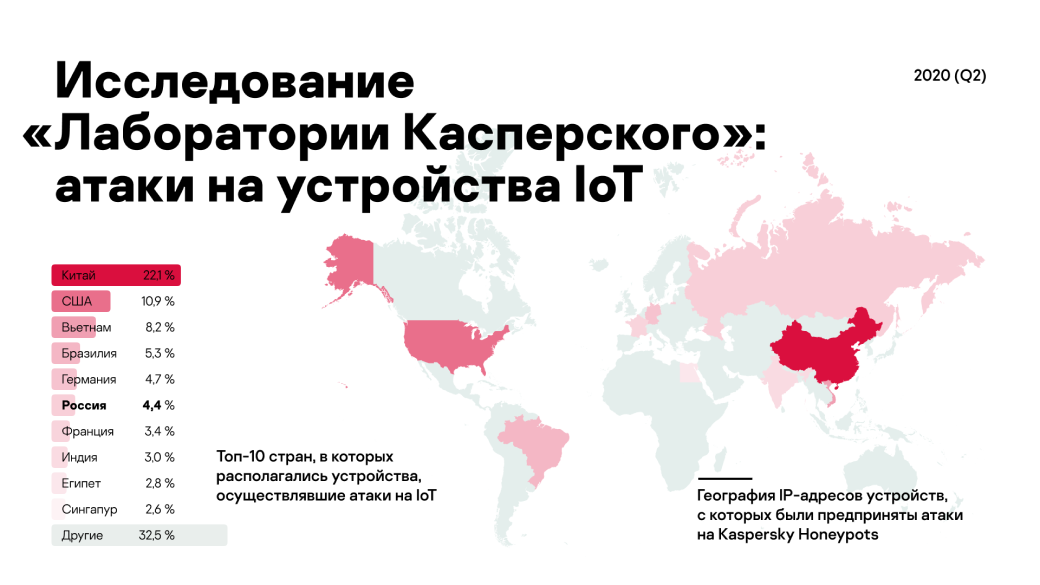 Исследование
«Лаборатории Касперского»:
атаки на устройства IoT
2020 (Q2)
Китай 22,1 %
США 10,9 %
Вьетнам 8,2 %
Бразилия 5,3 %
Германия 4,7 %
Россия 4,4 %
Франция 3,4 %
Индия 3,0 %
Египет 2,8 %
Сингапур 2,6 %
Другие 32,5 %
Топ-10 стран, в которых
располагались устройства,
осуществлявшие атаки на IoT
География IP-адресов устройств,
с которых были предприняты атаки
на Kaspersky Honeypots